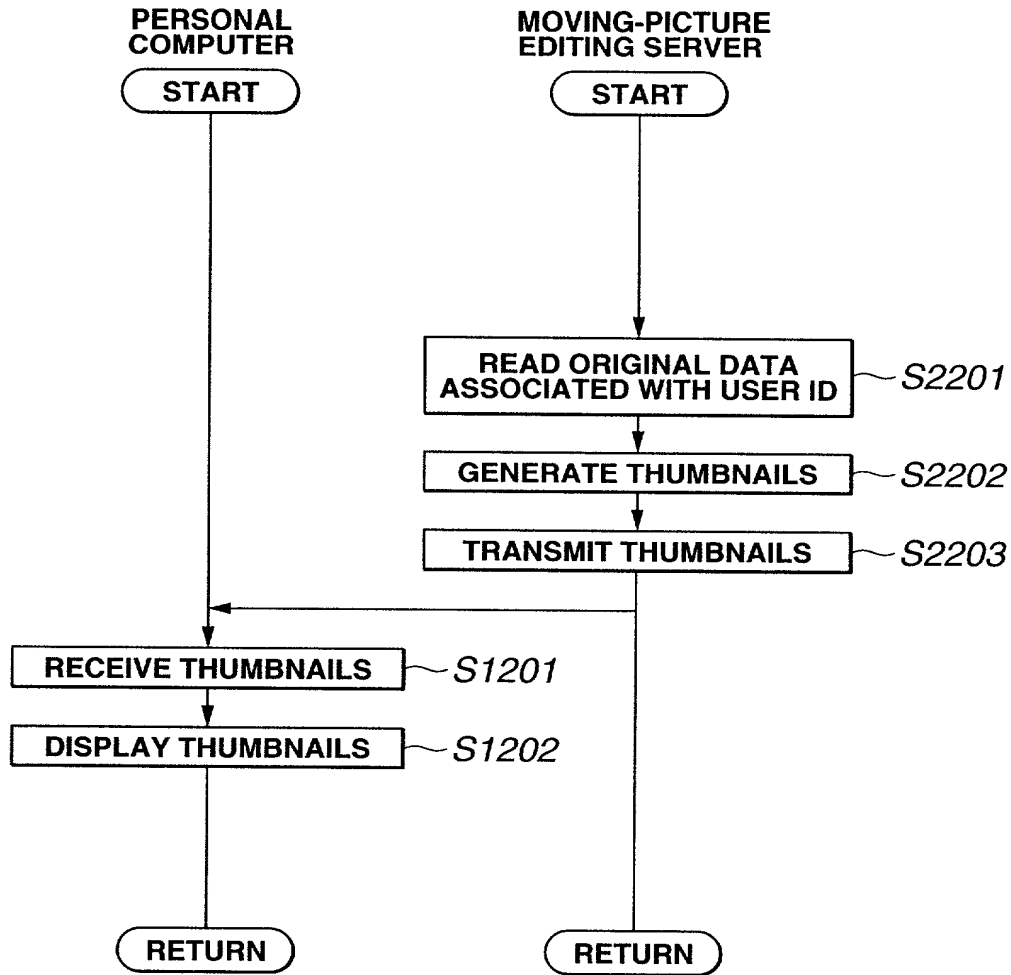 PERSONAL
COMPUTER
START
MOVING-PICTURE
EDITING SERVER
START
READ ORIGINAL DATA
ASSOCIATED WITH USER ID
S2201
GENERATE THUMBNAILS
S2202
TRANSMIT THUMBNAILS
S2203
RECEIVE THUMBNAILS
S1201
DISPLAY THUMBNAILS
S1202
RETURN
RETURN